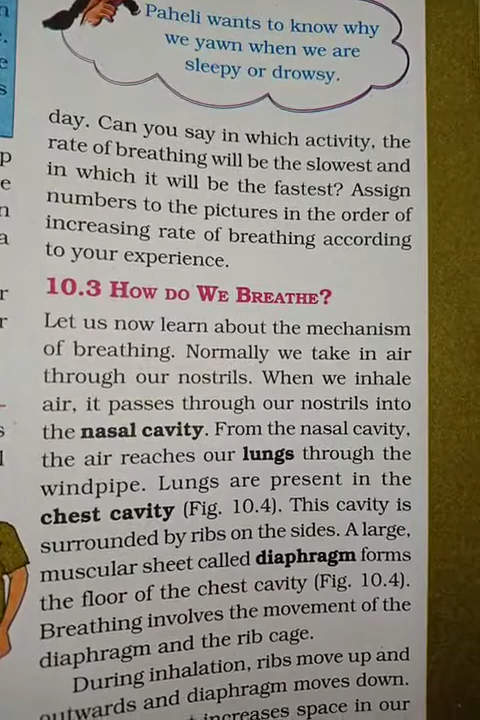 Paheli wants to know why
we yawn when we are
sleepy or drowsy.
day. Can you say in which activity, the
rate of breathing will be the slowest and
in which it will be the fastest? Assign
numbers to the pictures in the order of
increasing rate of breathing according
to your experience.
10.3 HOW DO WE BREATHE?
Let us now learn about the mechanism
of breathing. Normally we take in air
through our nostrils. When we inhale
air, it passes through our nostrils into
the nasal cavity. From the nasal cavity,
the air reaches our lungs through the
windpipe. Lungs are present in the
chest cavity (Fig. 10.4). This cavity is
surrounded by ribs on the sides. A large,
muscular sheet called diaphragm forms
the floor of the chest cavity (Fig. 10.4).
Breathing involves the movement of the
diaphragm and the rib cage.
During inhalation, ribs move up and
outwards and diaphragm moves down.
increases space in our